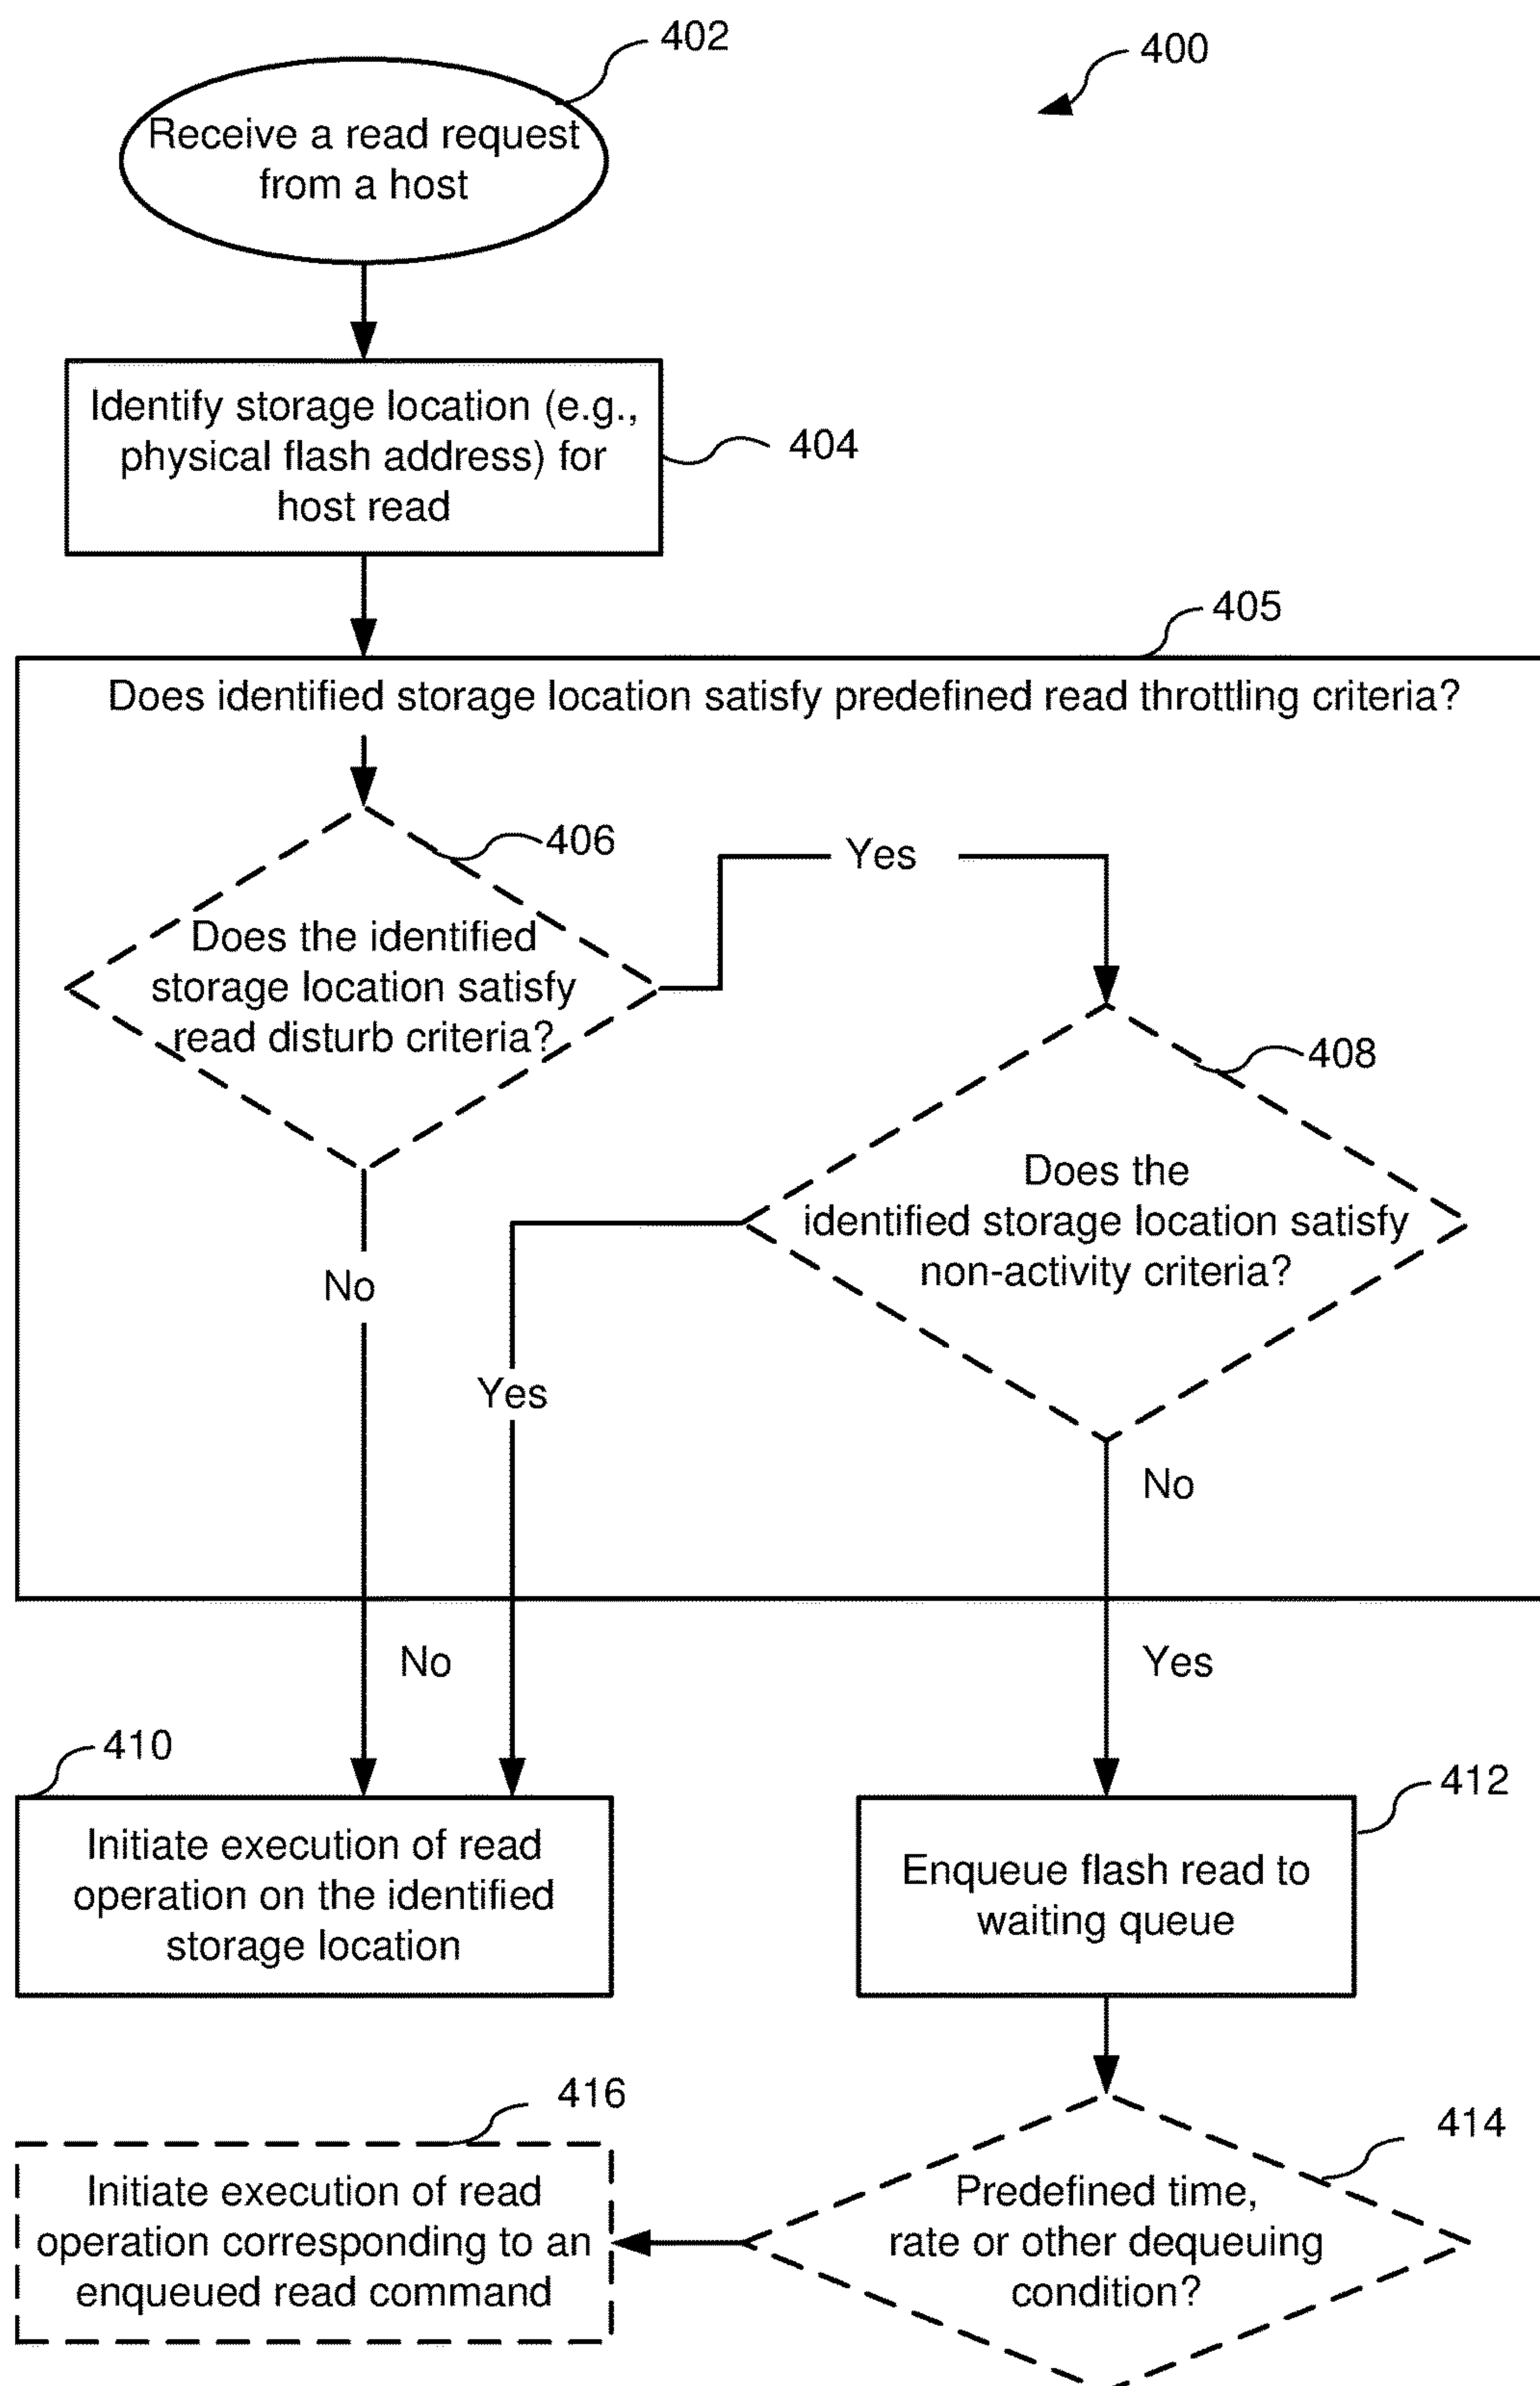 402
400
Receive a read request
from a host
Identify storage location (e.g.,
physical flash address) for
host read
404
405
Does identified storage location satisfy predefined read throttling criteria?
406
Yes
Does the identified
storage location satisfy
read disturb criteria?
408
Does the
identified storage location satisfy
non-activity criteria?
No
Yes
No
No
Yes
410
412
Initiate execution of read
operation on the identified
storage location
Enqueue flash read to
waiting queue
416
414
Initiate execution of read
operation corresponding to an
enqueued read command
Predefined time,
rate or other dequeuing
condition?